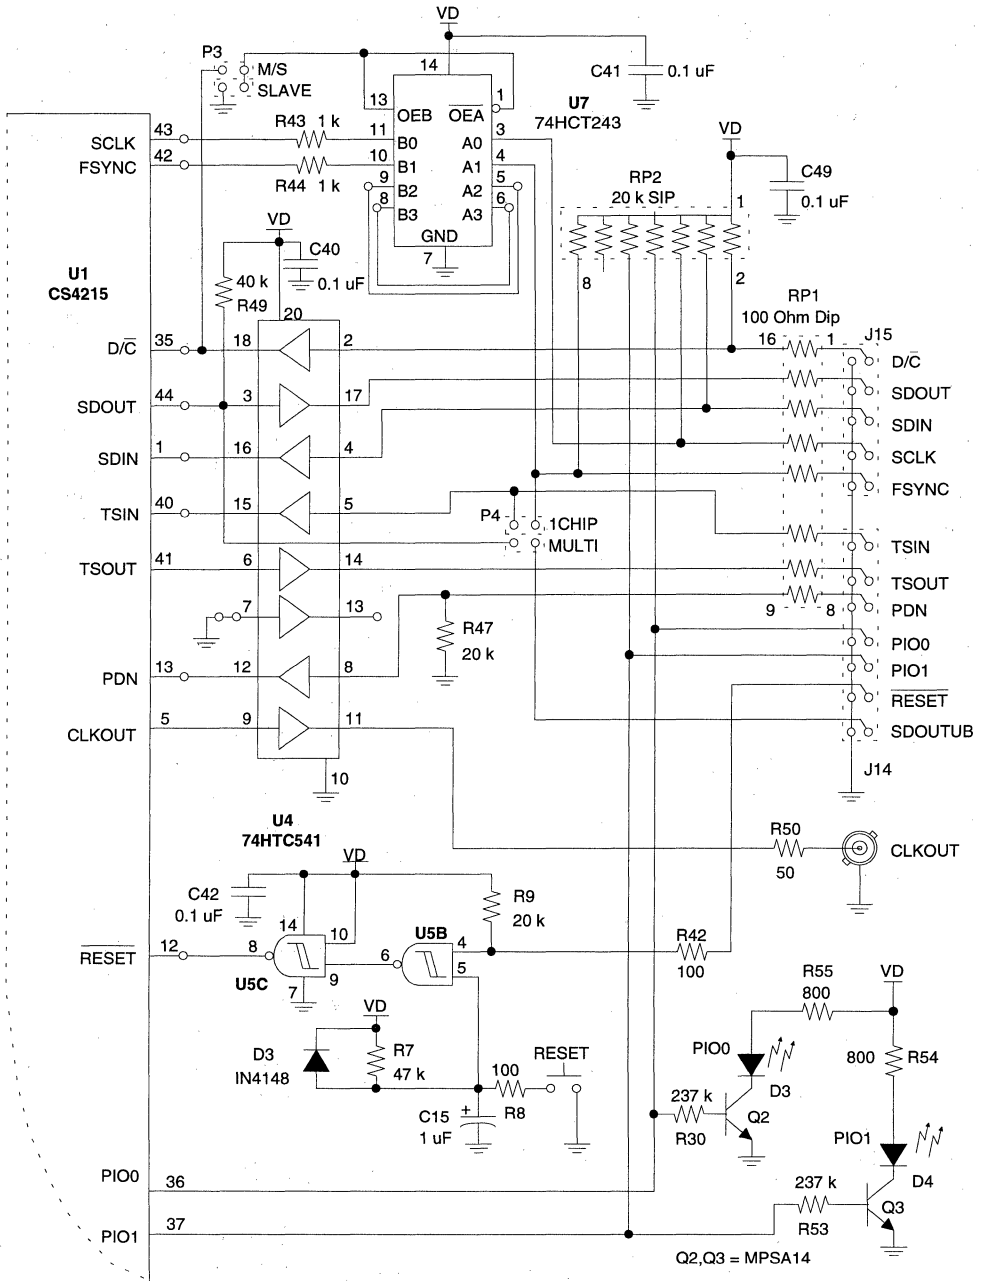 VD
P3
M/S
SLAVE
14
C41
0.1 uF
13
OEB
OEA
1
U7
74HCT243
SCLK
43
R43 1 k
11
B0
A0
3
FSYNC
42
R44 1 k
10
B1
A1
4
9
B2
A2
5
8
B3
A3
6
GND
7
VD
C49
0.1 uF
RP2
20 k SIP
1
8
2
VD
C40
0.1 uF
40 k
R49
U1
CS4215
20
RP1
100 Ohm Dip
16
1
J15
D/C
35
18
2
D/C
SDOUT
44
3
17
SDOUT
SDIN
1
16
4
SDIN
SCLK
FSYNC
TSIN
40
15
5
P4
1CHIP
MULTI
TSIN
TSOUT
41
6
14
TSOUT
7
13
9
8
PDN
R47
20 k
PIO0
PIO1
PDN
13
12
8
RESET
CLKOUT
5
9
11
SDOUTUB
J14
10
U4
74HTC541
R50
50
CLKOUT
VD
C42
0.1 uF
R9
20 k
14
10
U5B
4
RESET
12
8
9
6
5
U5C
7
R42
100
VD
D3
IN4148
R7
47 k
100
R8
RESET
C15
+
1 uF
R55
800
VD
PIO0
D3
800
R54
237 k
R30
Q2
PIO1
D4
237 k
R53
Q3
PIO0
36
PIO1
37
Q2,Q3 = MPSA14